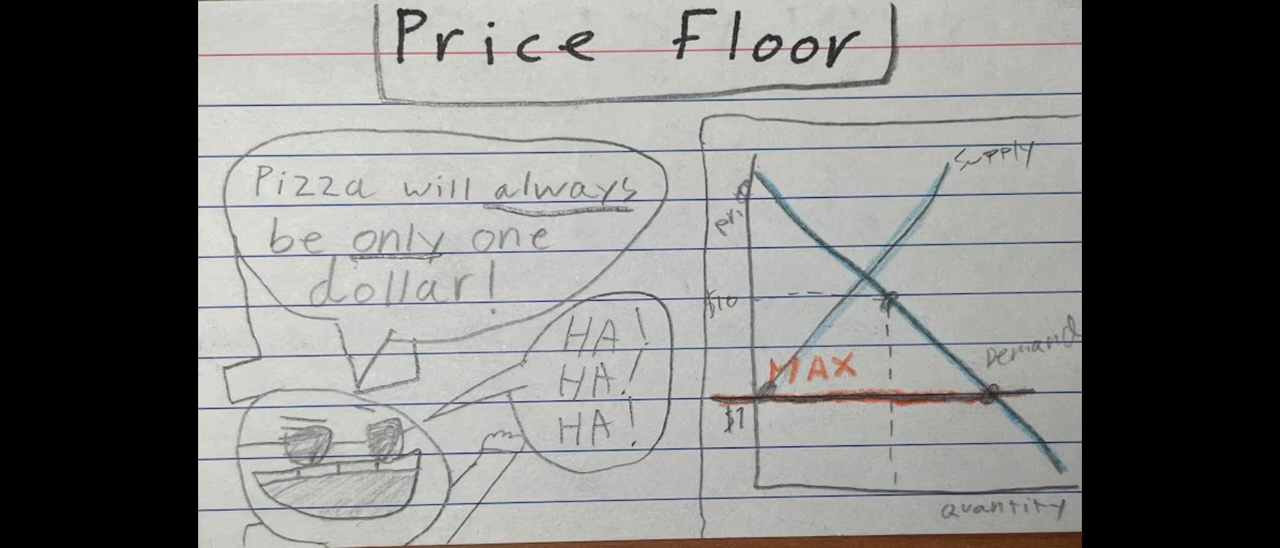 Price Floor
Pizza will always
be only one
dollar!
HA!
HA!
HA!
Supply
$10
Demand
MAX
$1
Quantity